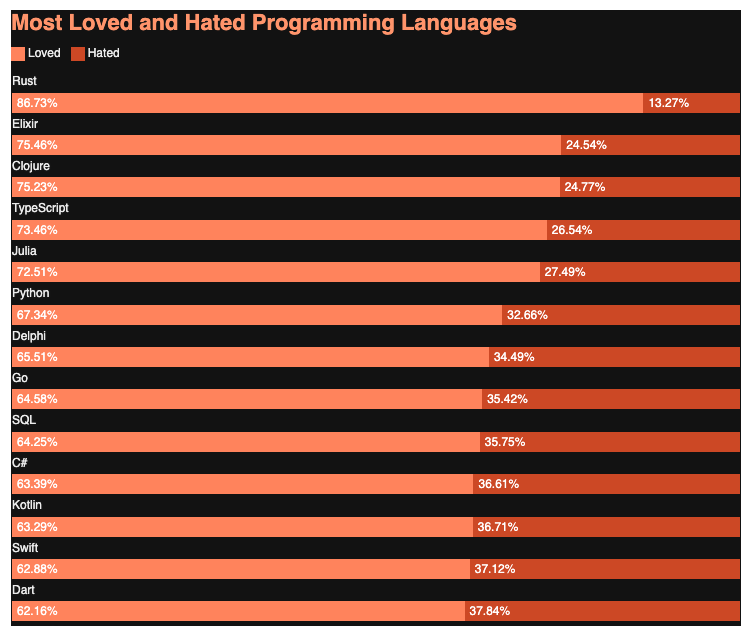 Most Loved and Hated Programming Languages
Loved Hated
Rust
86.73% 13.27%
Elixir
75.46% 24.54%
Clojure
75.23% 24.77%
TypeScript
73.46% 26.54%
Julia
72.51% 27.49%
Python
67.34% 32.66%
Delphi
65.51% 34.49%
Go
64.58% 35.42%
SQL
64.25% 35.75%
C#
63.39% 36.61%
Kotlin
63.29% 36.71%
Swift
62.88% 37.12%
Dart
62.16% 37.84%